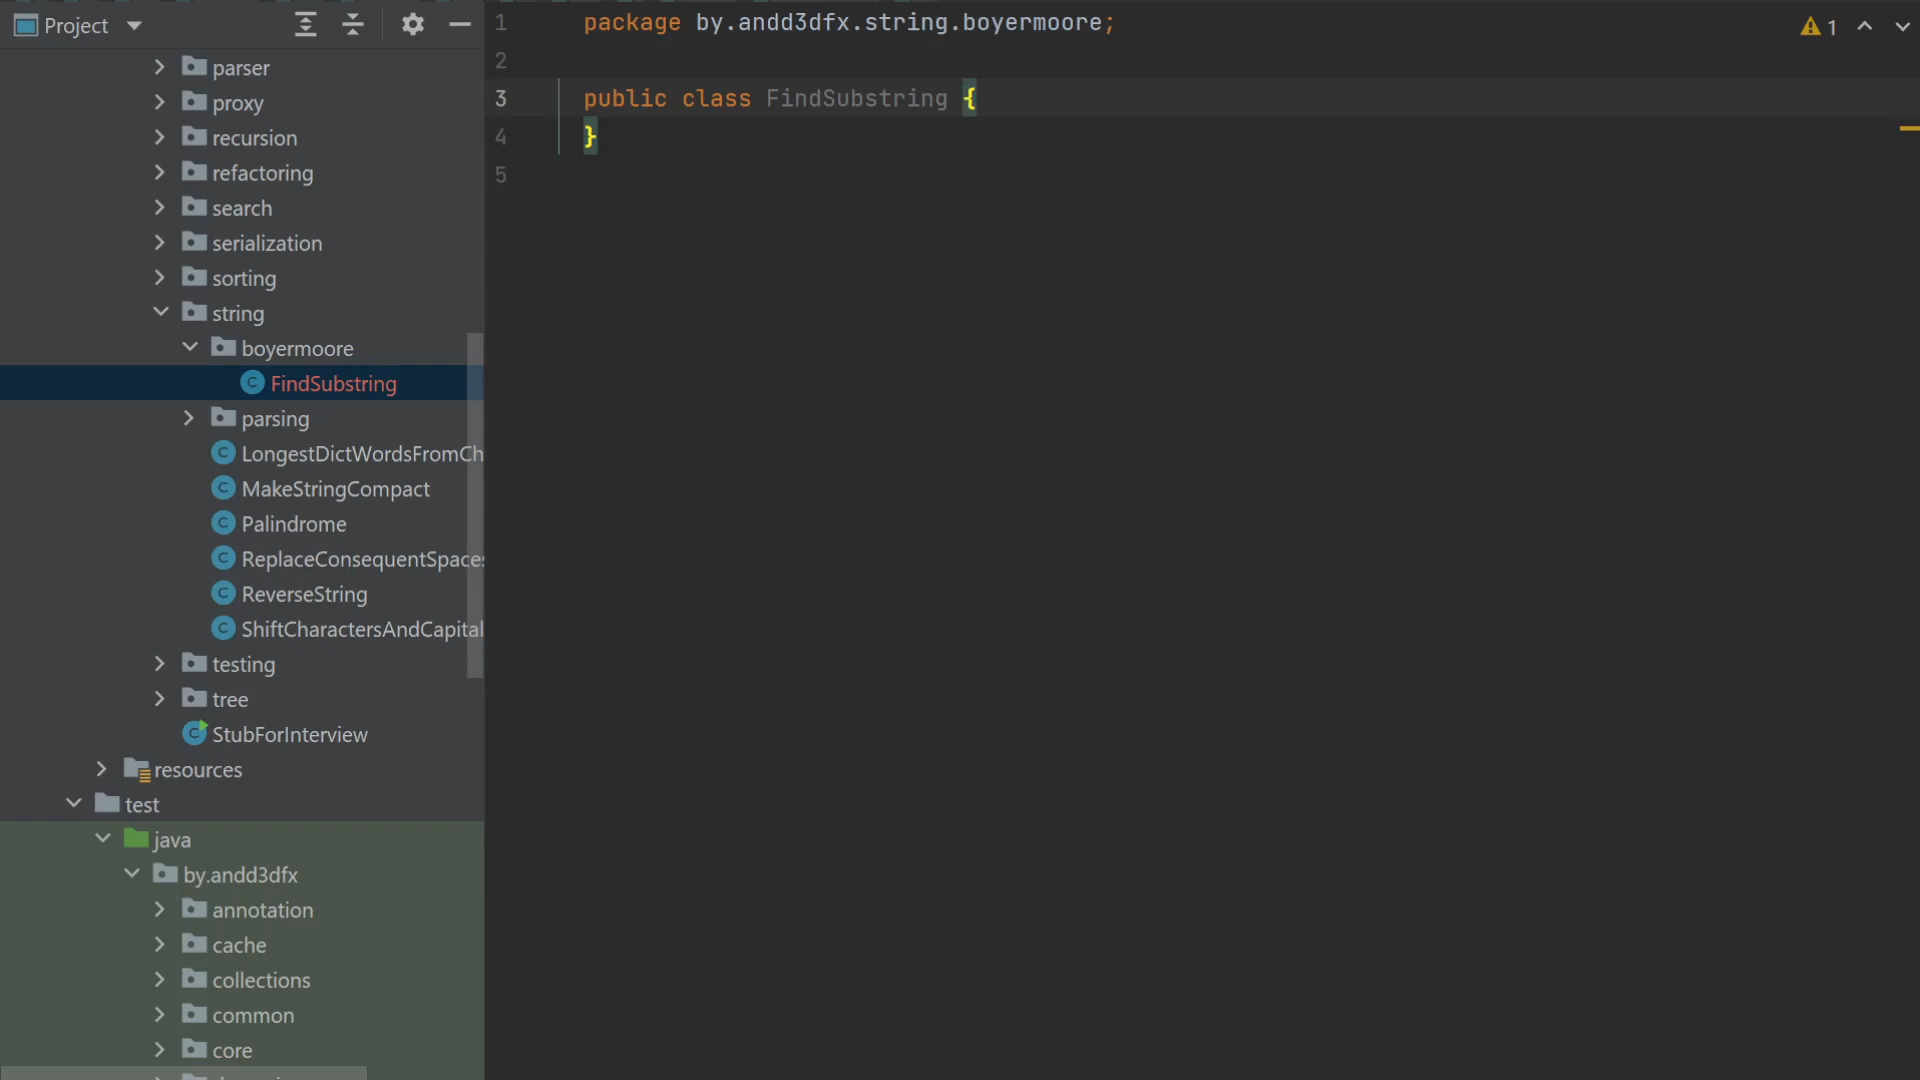 Project
parser
proxy
recursion
refactoring
search
serialization
sorting
string
boyermoore
FindSubstring
parsing
LongestDictWordsFromCh
MakeStringCompact
Palindrome
ReplaceConsequentSpaces
ReverseString
ShiftCharactersAndCapital
testing
tree
StubForInterview
resources
test
java
by.andd3dfx
annotation
cache
collections
common
core
1 package by.andd3dfx.string.boyermoore;
2
3 public class FindSubstring {
4 }
5
1